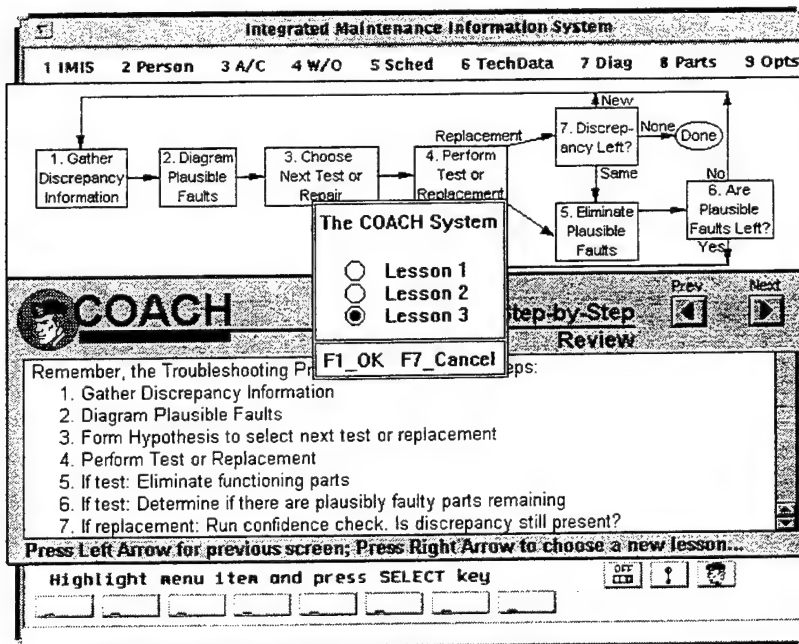 Integrated Maintenance Information System
1 IMIS 2 Person 3 A/C 4 W/O 5 Sched 6 TechData 7 Diag 8 Parts 9 Opts
New
Replacement
7. Discrep-
ancy Left?
None
Done
1. Gather
Discrepancy
Information
2. Diagram
Plausible
Faults
3. Choose
Next Test or
Repair
4. Perform
Test or
Replacement
Same
No
5. Eliminate
Plausible
Faults
6. Are
Plausible
Faults Left?
Yes
The COACH System
Lesson 1
Lesson 2
Lesson 3
F1_OK F7_Cancel
COACH
Step-by-Step
Review
Prev
Next
Remember, the Troubleshooting Pr eps:
1. Gather Discrepancy Information
2. Diagram Plausible Faults
3. Form Hypothesis to select next test or replacement
4. Perform Test or Replacement
5. If test: Eliminate functioning parts
6. If test: Determine if there are plausibly faulty parts remaining
7. If replacement: Run confidence check. Is discrepancy still present?
Press Left Arrow for previous screen; Press Right Arrow to choose a new lesson...
Highlight menu item and press SELECT key
OFF